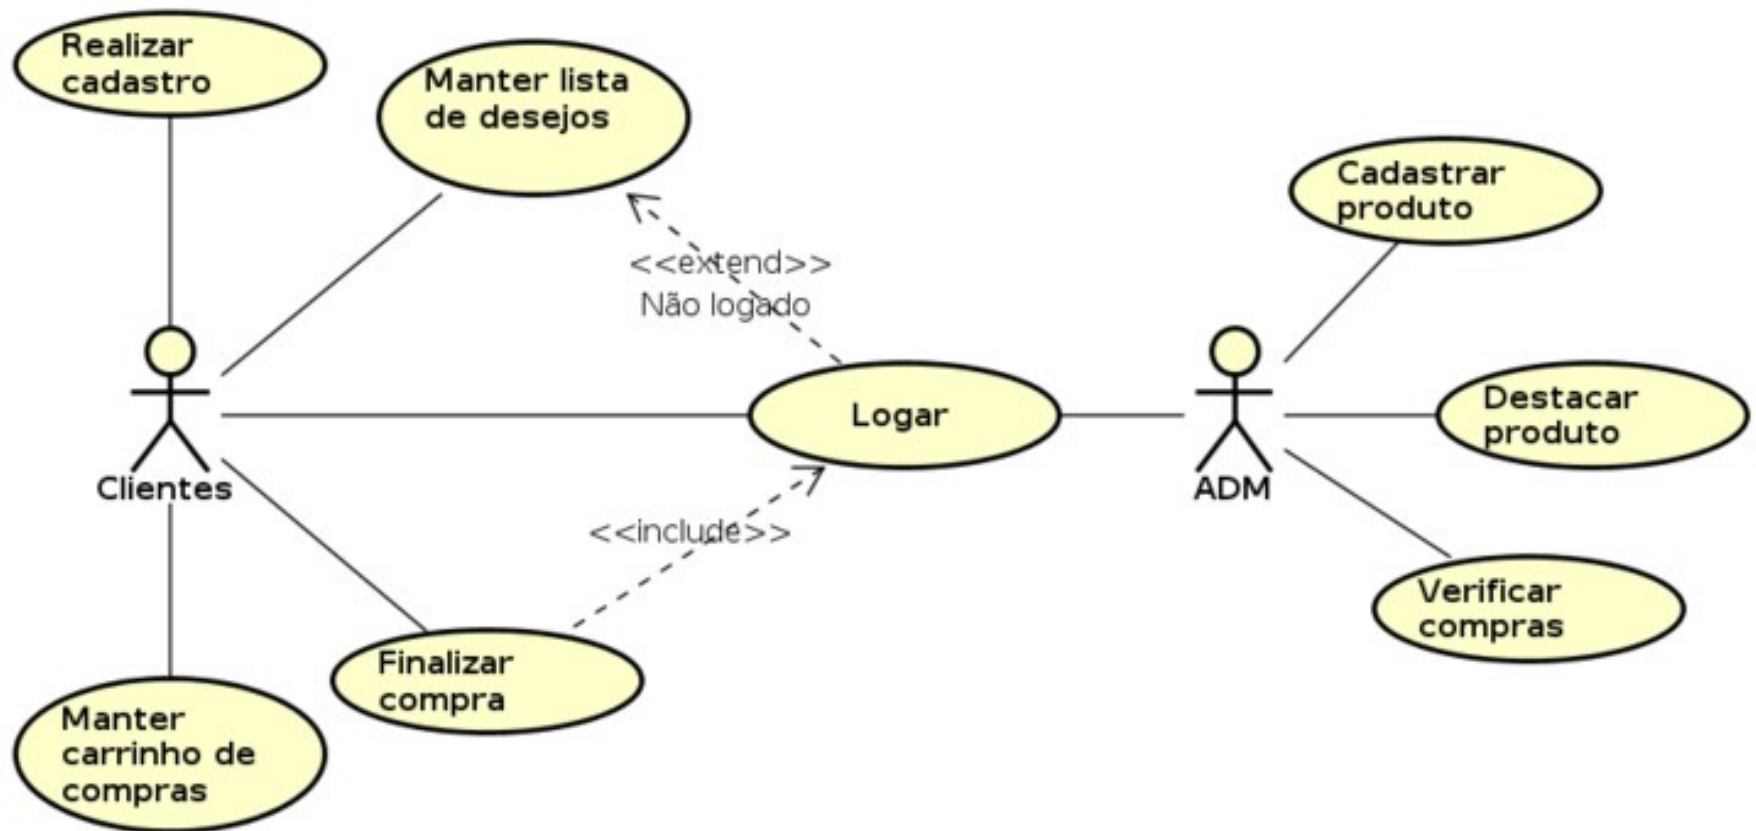 Realizar
cadastro
Manter lista
de desejos
Cadastrar
produto
<<extend>>
Não logado
Logar
Destacar
produto
Clientes
ADM
<<include>>
Verificar
compras
Finalizar
compra
Manter
carrinho de
compras